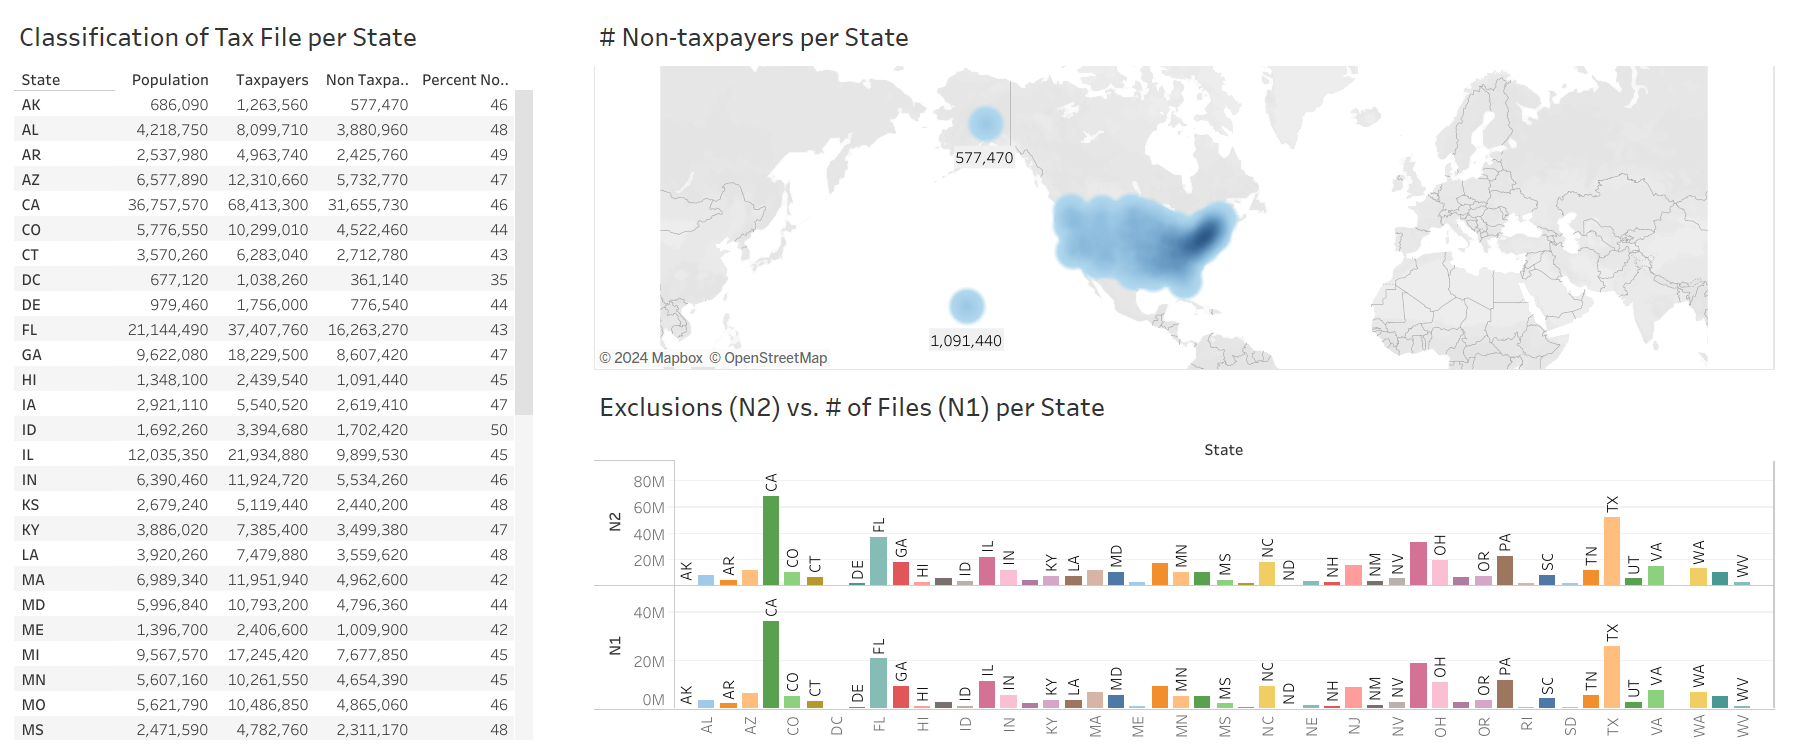 Classification of Tax File per State
State Population Taxpayers Non Taxpa.. Percent No..
AK 686,090 1,263,560 577,470 46
AL 4,218,750 8,099,710 3,880,960 48
AR 2,537,980 4,963,740 2,425,760 49
AZ 6,577,890 12,310,660 5,732,770 47
CA 36,757,570 68,413,300 31,655,730 46
CO 5,776,550 10,299,010 4,522,460 44
CT 3,570,260 6,283,040 2,712,780 43
DC 677,120 1,038,260 361,140 35
DE 979,460 1,756,000 776,540 44
FL 21,144,490 37,407,760 16,263,270 43
GA 9,622,080 18,229,500 8,607,420 47
HI 1,348,100 2,439,540 1,091,440 45
IA 2,921,110 5,540,520 2,619,410 47
ID 1,692,260 3,394,680 1,702,420 50
IL 12,035,350 21,934,880 9,899,530 45
IN 6,390,460 11,924,720 5,534,260 46
KS 2,679,240 5,119,440 2,440,200 48
KY 3,886,020 7,385,400 3,499,380 47
LA 3,920,260 7,479,880 3,559,620 48
MA 6,989,340 11,951,940 4,962,600 42
MD 5,996,840 10,793,200 4,796,360 44
ME 1,396,700 2,406,600 1,009,900 42
MI 9,567,570 17,245,420 7,677,850 45
MN 5,607,160 10,261,550 4,654,390 45
MO 5,621,790 10,486,850 4,865,060 46
MS 2,471,590 4,782,760 2,311,170 48
# Non-taxpayers per State
577,470
1,091,440
© 2024 Mapbox © OpenStreetMap
Exclusions (N2) vs. # of Files (N1) per State
State
N2
80M
60M
40M
20M
AK AR CA CO CT DE FL GA HI ID IL IN KY LA MD MN MS NC ND NH NM NV OH OR PA SC TN TX UT VA WA WV
N1
40M
20M
0M
AK AR CA CO CT DE FL GA HI ID IL IN KY LA MD MN MS NC ND NH NM NV OH OR PA SC TN TX UT VA WA WV
AL AZ CO DC FL HI ID IN KY MA ME MN MS NC NE NJ NV OH OR RI SD TX VA WA WV